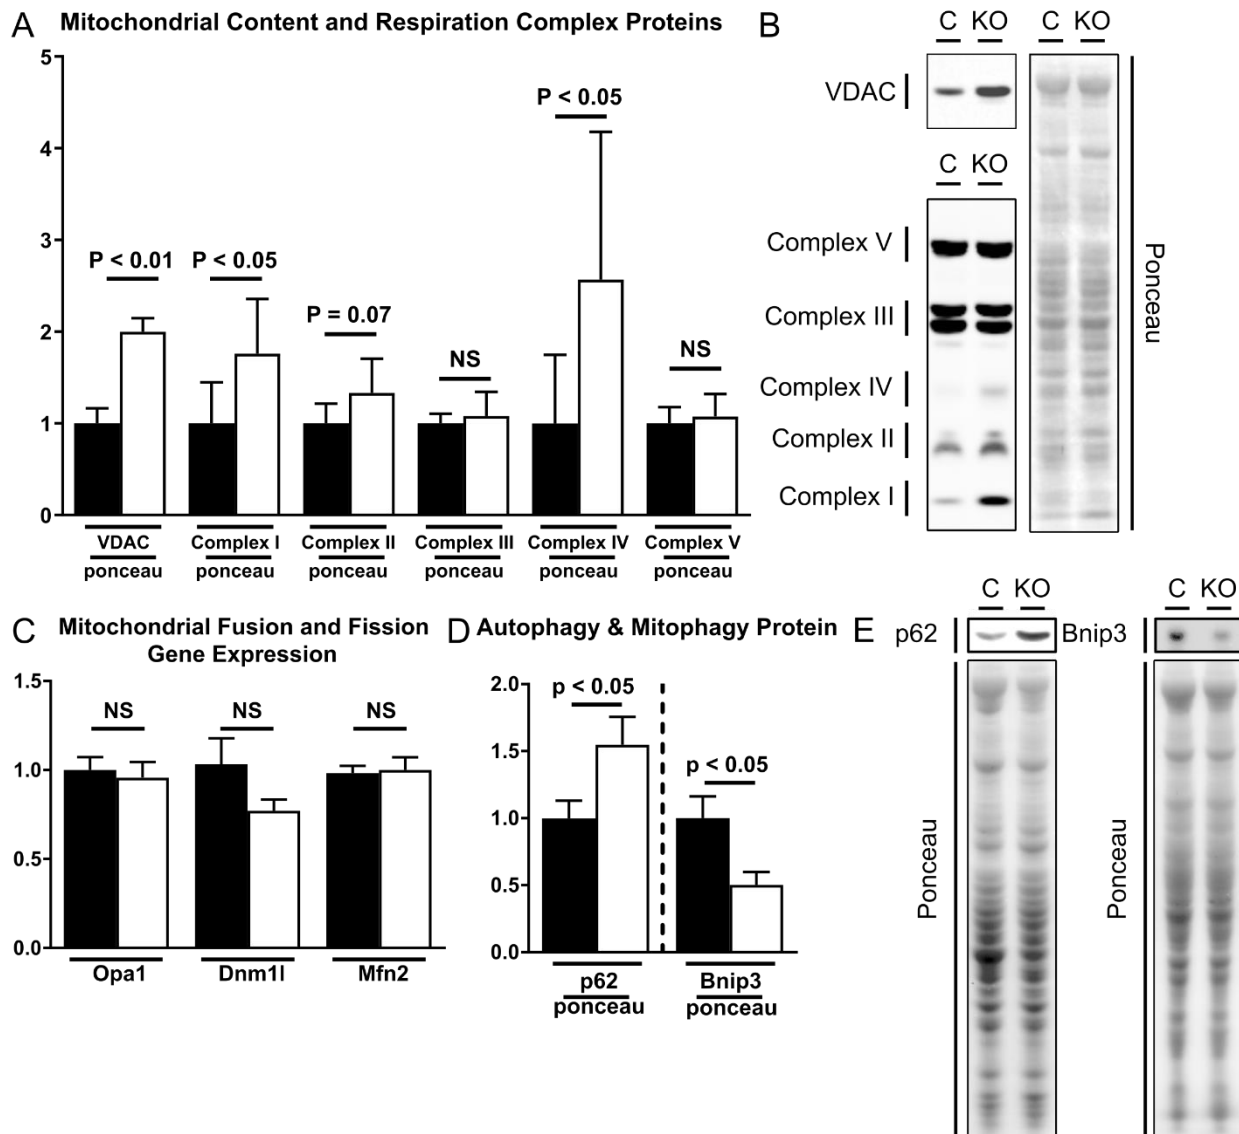 A Mitochondrial Content and Respiration Complex Proteins
5
4
3
2
1
0
P < 0.01
P < 0.05
P = 0.07
NS
P < 0.05
NS
VDAC
ponceau
Complex I
ponceau
Complex II
ponceau
Complex III
ponceau
Complex IV
ponceau
Complex V
ponceau
B
C KO
C KO
VDAC
C KO
Complex V
Complex III
Complex IV
Complex II
Complex I
Ponceau
C Mitochondrial Fusion and Fission
Gene Expression
1.5
1.0
0.5
0.0
NS
NS
NS
Opa1
Dnm1l
Mfn2
D Autophagy & Mitophagy Protein
2.0
1.5
1.0
0.5
0.0
p < 0.05
p < 0.05
p62
ponceau
Bnip3
ponceau
E
C KO
p62
Ponceau
C KO
Bnip3
Ponceau